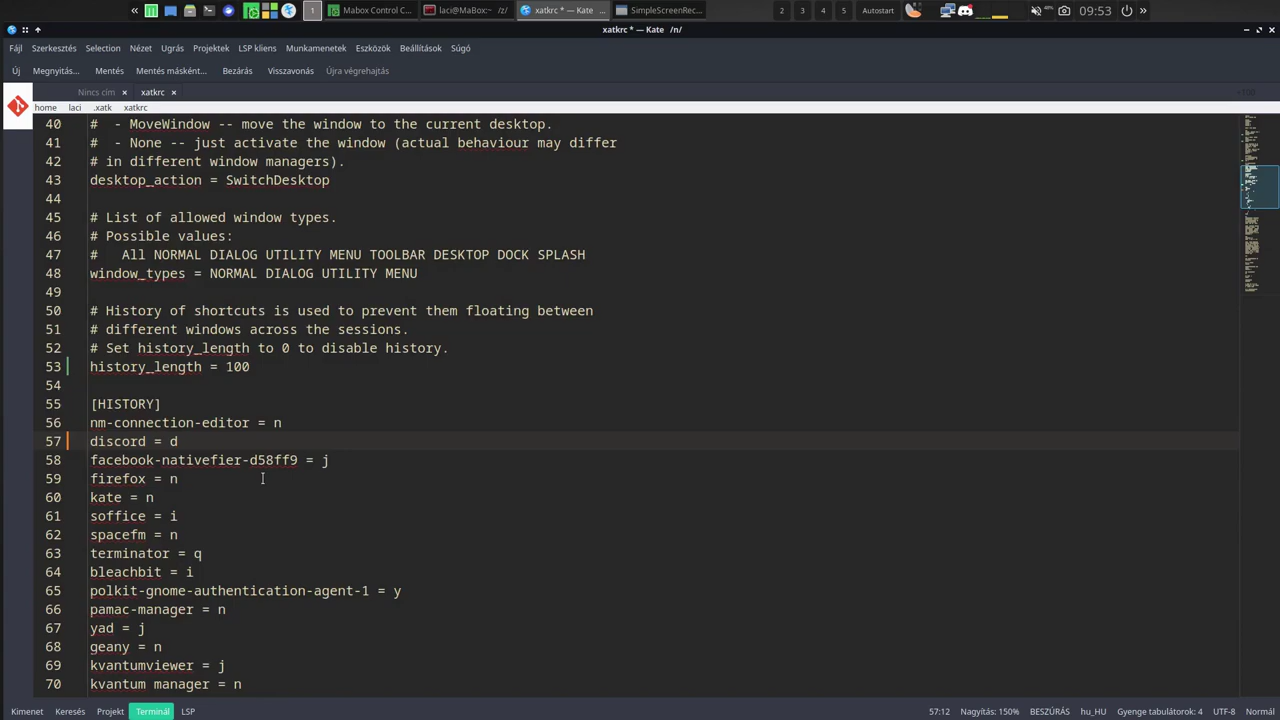 1
Mabox Control C...
laci@MaBox:~ /z/
xatkrc * — Kate /n/
SimpleScreenRec...
2 3 4 5
Autostart
09:53
xatkrc * — Kate /n/
Fájl Szerkesztés Selection Nézet Ugrás Projektek LSP kliens Munkamenetek Eszközök Beállítások Súgó
Új Megnyitás... Mentés Mentés másként... Bezárás Visszavonás Újra végrehajtás
Nincs cím xatkrc
home laci .xatk xatkrc
40 #  - MoveWindow -- move the window to the current desktop.
41 #  - None -- just activate the window (actual behaviour may differ
42 # in different window managers).
43 desktop_action = SwitchDesktop
44
45 # List of allowed window types.
46 # Possible values:
47 #   All NORMAL DIALOG UTILITY MENU TOOLBAR DESKTOP DOCK SPLASH
48 window_types = NORMAL DIALOG UTILITY MENU
49
50 # History of shortcuts is used to prevent them floating between
51 # different windows across the sessions.
52 # Set history_length to 0 to disable history.
53 history_length = 100
54
55 [HISTORY]
56 nm-connection-editor = n
57 discord = d
58 facebook-nativefier-d58ff9 = j
59 firefox = n
60 kate = n
61 soffice = i
62 spacefm = n
63 terminator = q
64 bleachbit = i
65 polkit-gnome-authentication-agent-1 = y
66 pamac-manager = n
67 yad = j
68 geany = n
69 kvantumviewer = j
70 kvantum manager = n
Kimenet Keresés Projekt Terminál LSP 57:12 Nagyítás: 150% BESZÚRÁS hu_HU Gyenge tabulátorok: 4 UTF-8 Normál